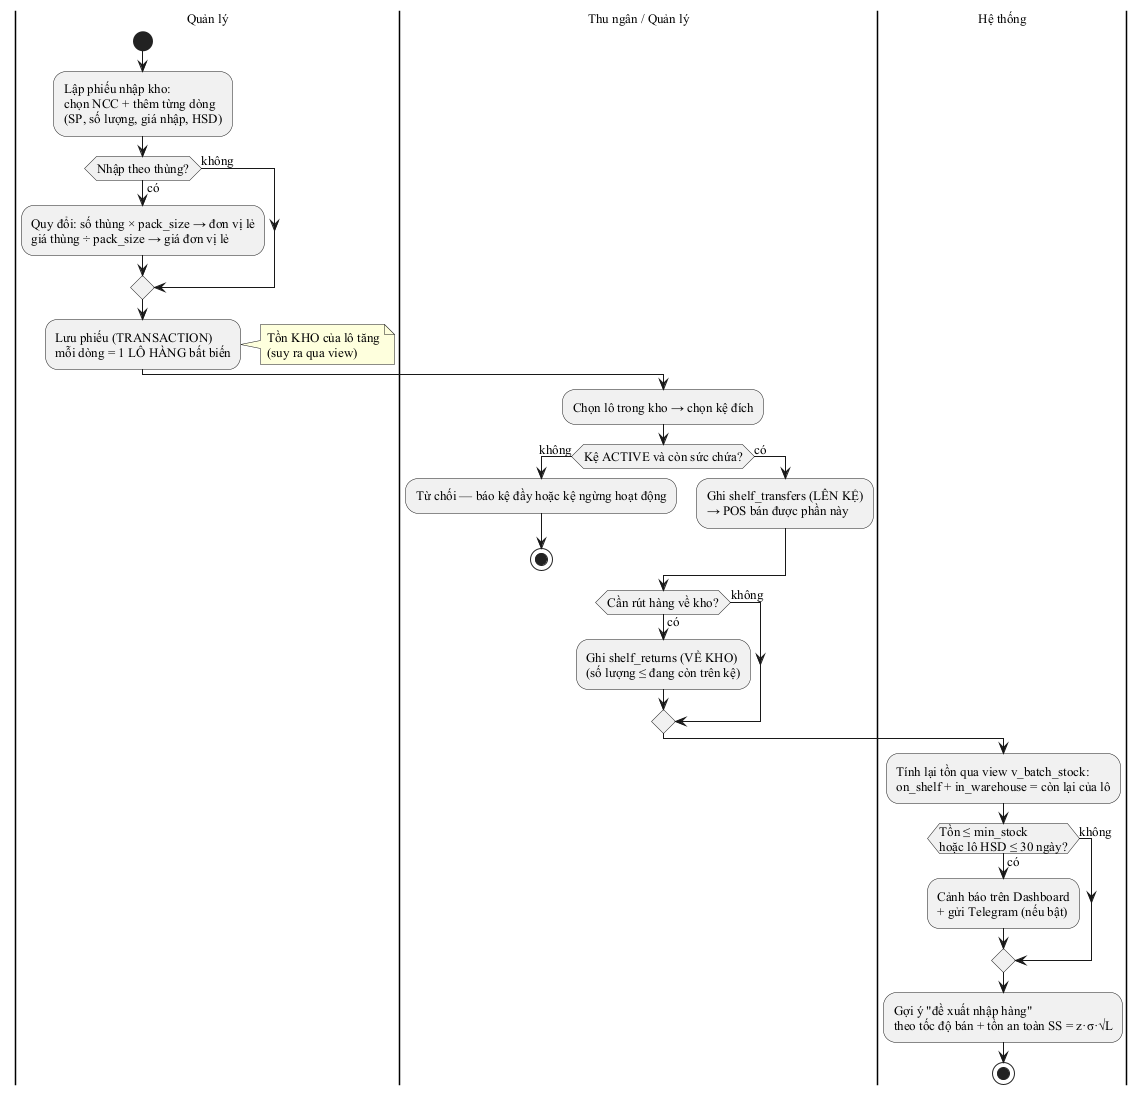 Quản lý
Thu ngân / Quản lý
Hệ thống
Lập phiếu nhập kho:
chọn NCC + thêm từng dòng
(SP, số lượng, giá nhập, HSD)
Nhập theo thùng?
không
có
Quy đổi: số thùng × pack_size → đơn vị lẻ
giá thùng ÷ pack_size → giá đơn vị lẻ
Lưu phiếu (TRANSACTION)
mỗi dòng = 1 LÔ HÀNG bất biến
Tồn KHO của lô tăng
(suy ra qua view)
Chọn lô trong kho → chọn kệ đích
không
Kệ ACTIVE và còn sức chứa?
có
Từ chối — báo kệ đầy hoặc kệ ngừng hoạt động
Ghi shelf_transfers (LÊN KỆ)
→ POS bán được phần này
Cần rút hàng về kho?
không
có
Ghi shelf_returns (VỀ KHO)
(số lượng ≤ đang còn trên kệ)
Tính lại tồn qua view v_batch_stock:
on_shelf + in_warehouse = còn lại của lô
Tồn ≤ min_stock
hoặc lô HSD ≤ 30 ngày?
không
có
Cảnh báo trên Dashboard
+ gửi Telegram (nếu bật)
Gợi ý "đề xuất nhập hàng"
theo tốc độ bán + tồn an toàn SS = z·σ·√L